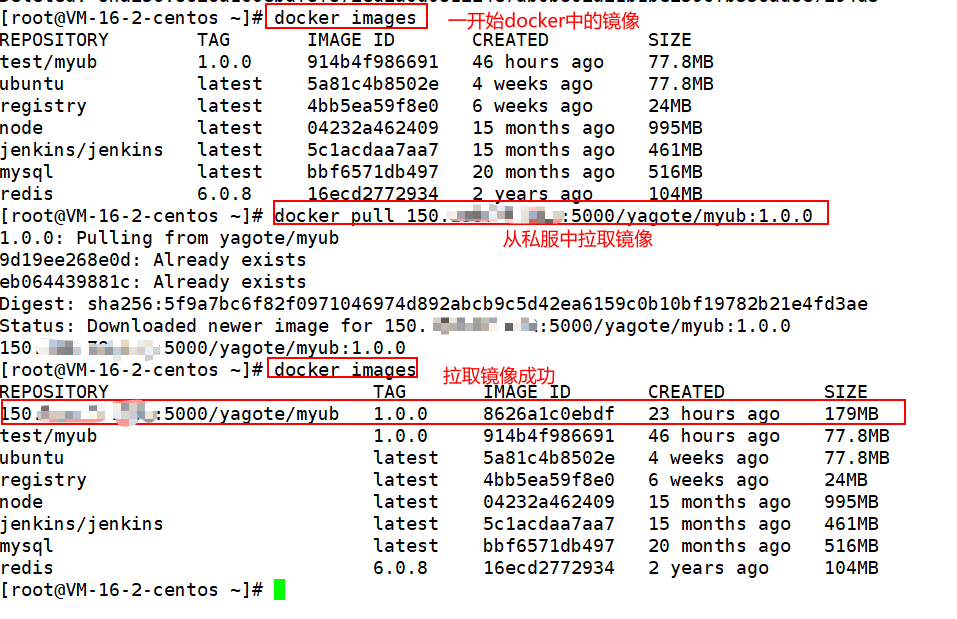 [root@VM-16-2-centos ~]# docker images 一开始docker中的镜像
REPOSITORY TAG IMAGE ID CREATED SIZE
test/myub 1.0.0 914b4f986691 46 hours ago 77.8MB
ubuntu latest 5a81c4b8502e 4 weeks ago 77.8MB
registry latest 4bb5ea59f8e0 6 weeks ago 24MB
node latest 04232a462409 15 months ago 995MB
jenkins/jenkins latest 5c1acdaa7aa7 15 months ago 461MB
mysql latest bbf6571db497 20 months ago 516MB
redis 6.0.8 16ecd2772934 2 years ago 104MB
[root@VM-16-2-centos ~]# docker pull 150. :5000/yagote/myub:1.0.0
1.0.0: Pulling from yagote/myub 从私服中拉取镜像
9d19ee268e0d: Already exists
eb064439881c: Already exists
Digest: sha256:5f9a7bc6f82f0971046974d892abcb9c5d42ea6159c0b10bf19782b21e4fd3ae
Status: Downloaded newer image for 150. :5000/yagote/myub:1.0.0
150. :5000/yagote/myub:1.0.0
[root@VM-16-2-centos ~]# docker images 拉取镜像成功
REPOSITORY TAG IMAGE ID CREATED SIZE
150. :5000/yagote/myub 1.0.0 8626a1c0ebdf 23 hours ago 179MB
test/myub 1.0.0 914b4f986691 46 hours ago 77.8MB
ubuntu latest 5a81c4b8502e 4 weeks ago 77.8MB
registry latest 4bb5ea59f8e0 6 weeks ago 24MB
node latest 04232a462409 15 months ago 995MB
jenkins/jenkins latest 5c1acdaa7aa7 15 months ago 461MB
mysql latest bbf6571db497 20 months ago 516MB
redis 6.0.8 16ecd2772934 2 years ago 104MB
[root@VM-16-2-centos ~]#